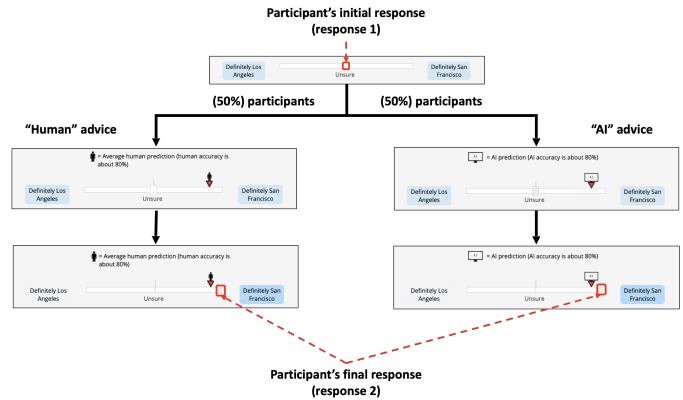 Participant's initial response
(response 1)
Definitely Los
Angeles
Unsure
Definitely San
Francisco
(50%) participants
(50%) participants
"Human" advice
"AI" advice
= Average human prediction (human accuracy is
about 80%)
Definitely Los
Angeles
Unsure
Definitely San
Francisco
AI
= AI prediction (AI accuracy is about 80%)
AI
Definitely Los
Angeles
Unsure
Definitely San
Francisco
= Average human prediction (human accuracy is
about 80%)
Definitely Los
Angeles
Unsure
Definitely San
Francisco
AI
= AI prediction (AI accuracy is about 80%)
AI
Definitely Los
Angeles
Unsure
Definitely San
Francisco
Participant's final response
(response 2)